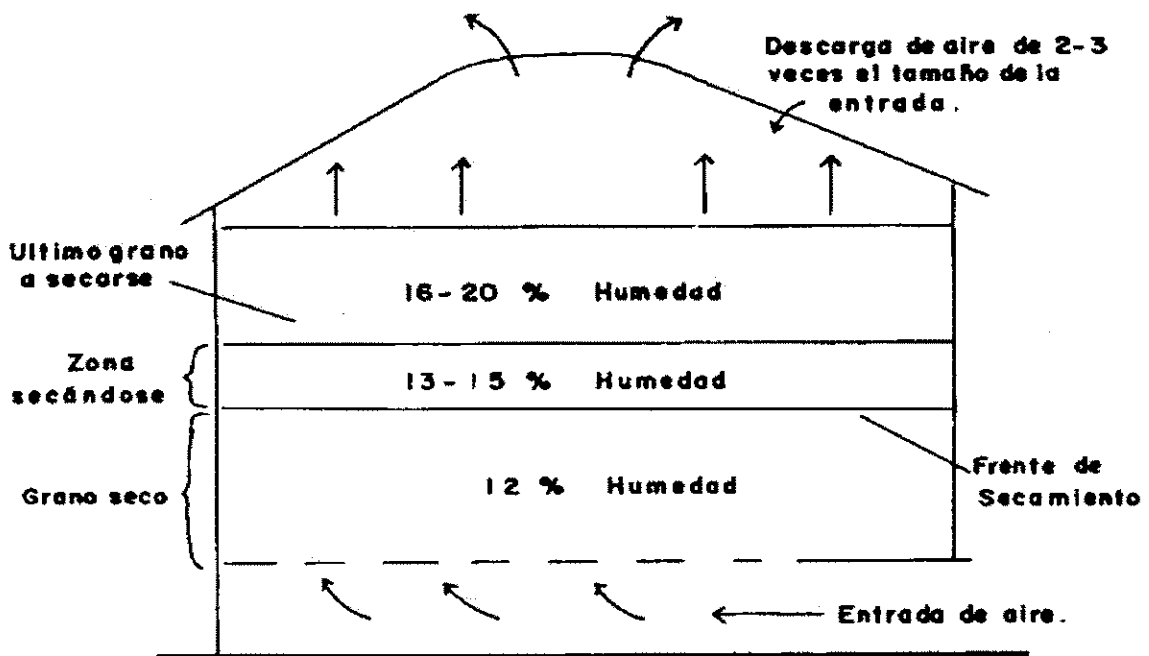 Descarga de aire de 2-3
veces el tamaño de la
entrada.
Ultimo grano
a secarse
16-20 % Humedad
Zona
secándose
13-15 % Humedad
Grano seco
12 % Humedad
Frente de
Secamiento
Entrada de aire.